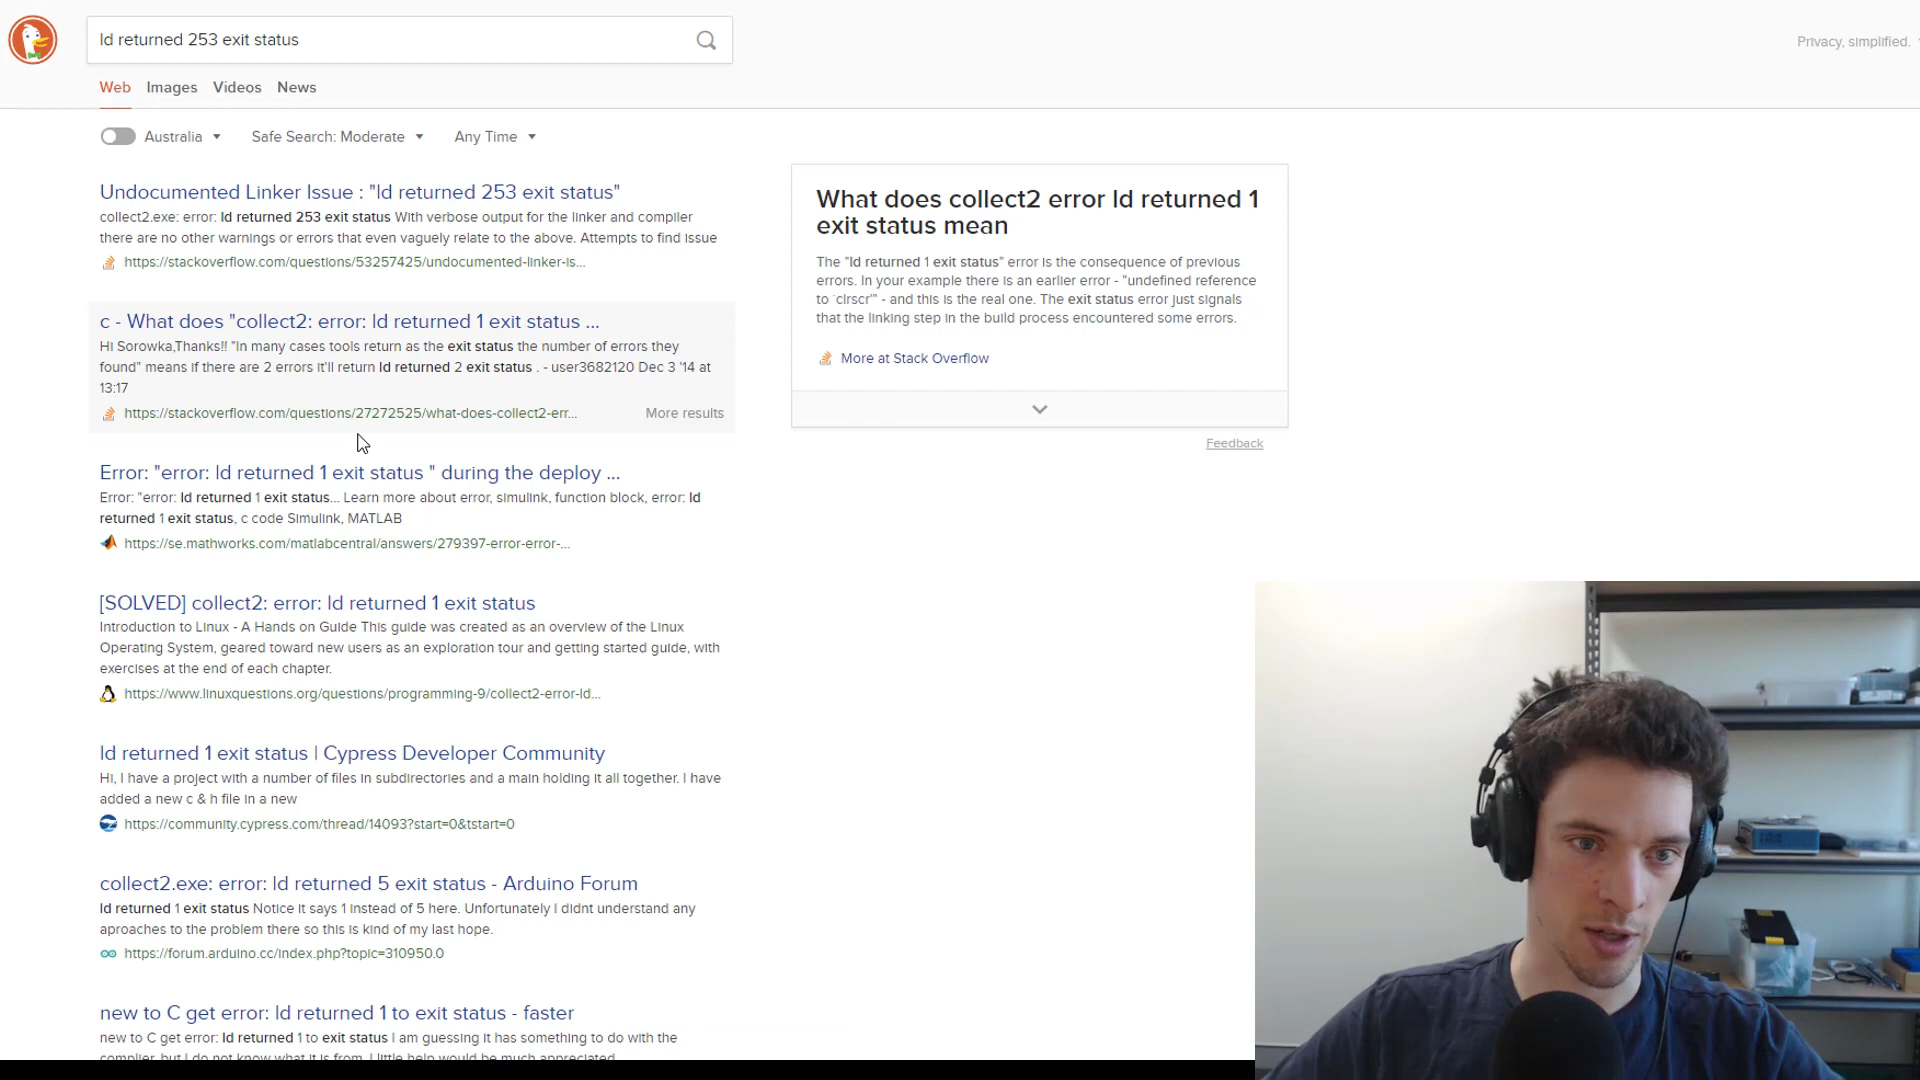 ld returned 253 exit status
Privacy, simplified.
Web Images Videos News
Australia Safe Search: Moderate Any Time
Undocumented Linker Issue : "ld returned 253 exit status"
collect2.exe: error: ld returned 253 exit status With verbose output for the linker and compiler
there are no other warnings or errors that even vaguely relate to the above. Attempts to find issue
https://stackoverflow.com/questions/53257425/undocumented-linker-is...
c - What does "collect2: error: ld returned 1 exit status ...
Hi Sorowka,Thanks!! "In many cases tools return as the exit status the number of errors they
found" means if there are 2 errors it'll return ld returned 2 exit status . - user3682120 Dec 3 '14 at
13:17
https://stackoverflow.com/questions/27272525/what-does-collect2-err... More results
Error: "error: ld returned 1 exit status " during the deploy ...
Error: "error: ld returned 1 exit status... Learn more about error, simulink, function block, error: ld
returned 1 exit status, c code Simulink, MATLAB
https://se.mathworks.com/matlabcentral/answers/279397-error-error-...
[SOLVED] collect2: error: ld returned 1 exit status
Introduction to Linux - A Hands on Guide This guide was created as an overview of the Linux
Operating System, geared toward new users as an exploration tour and getting started guide, with
exercises at the end of each chapter.
https://www.linuxquestions.org/questions/programming-9/collect2-error-ld...
ld returned 1 exit status | Cypress Developer Community
Hi, I have a project with a number of files in subdirectories and a main holding it all together. I have
added a new c & h file in a new
https://community.cypress.com/thread/14093?start=0&tstart=0
collect2.exe: error: ld returned 5 exit status - Arduino Forum
ld returned 1 exit status Notice it says 1 instead of 5 here. Unfortunately I didnt understand any
aproaches to the problem there so this is kind of my last hope.
https://forum.arduino.cc/index.php?topic=310950.0
new to C get error: ld returned 1 to exit status - faster
new to C get error: ld returned 1 to exit status I am guessing it has something to do with the
complier, but I do not know what it is from. I little help would be much appreciated
What does collect2 error ld returned 1
exit status mean
The "ld returned 1 exit status" error is the consequence of previous
errors. In your example there is an earlier error - "undefined reference
to `clrscr'" - and this is the real one. The exit status error just signals
that the linking step in the build process encountered some errors.
More at Stack Overflow
Feedback